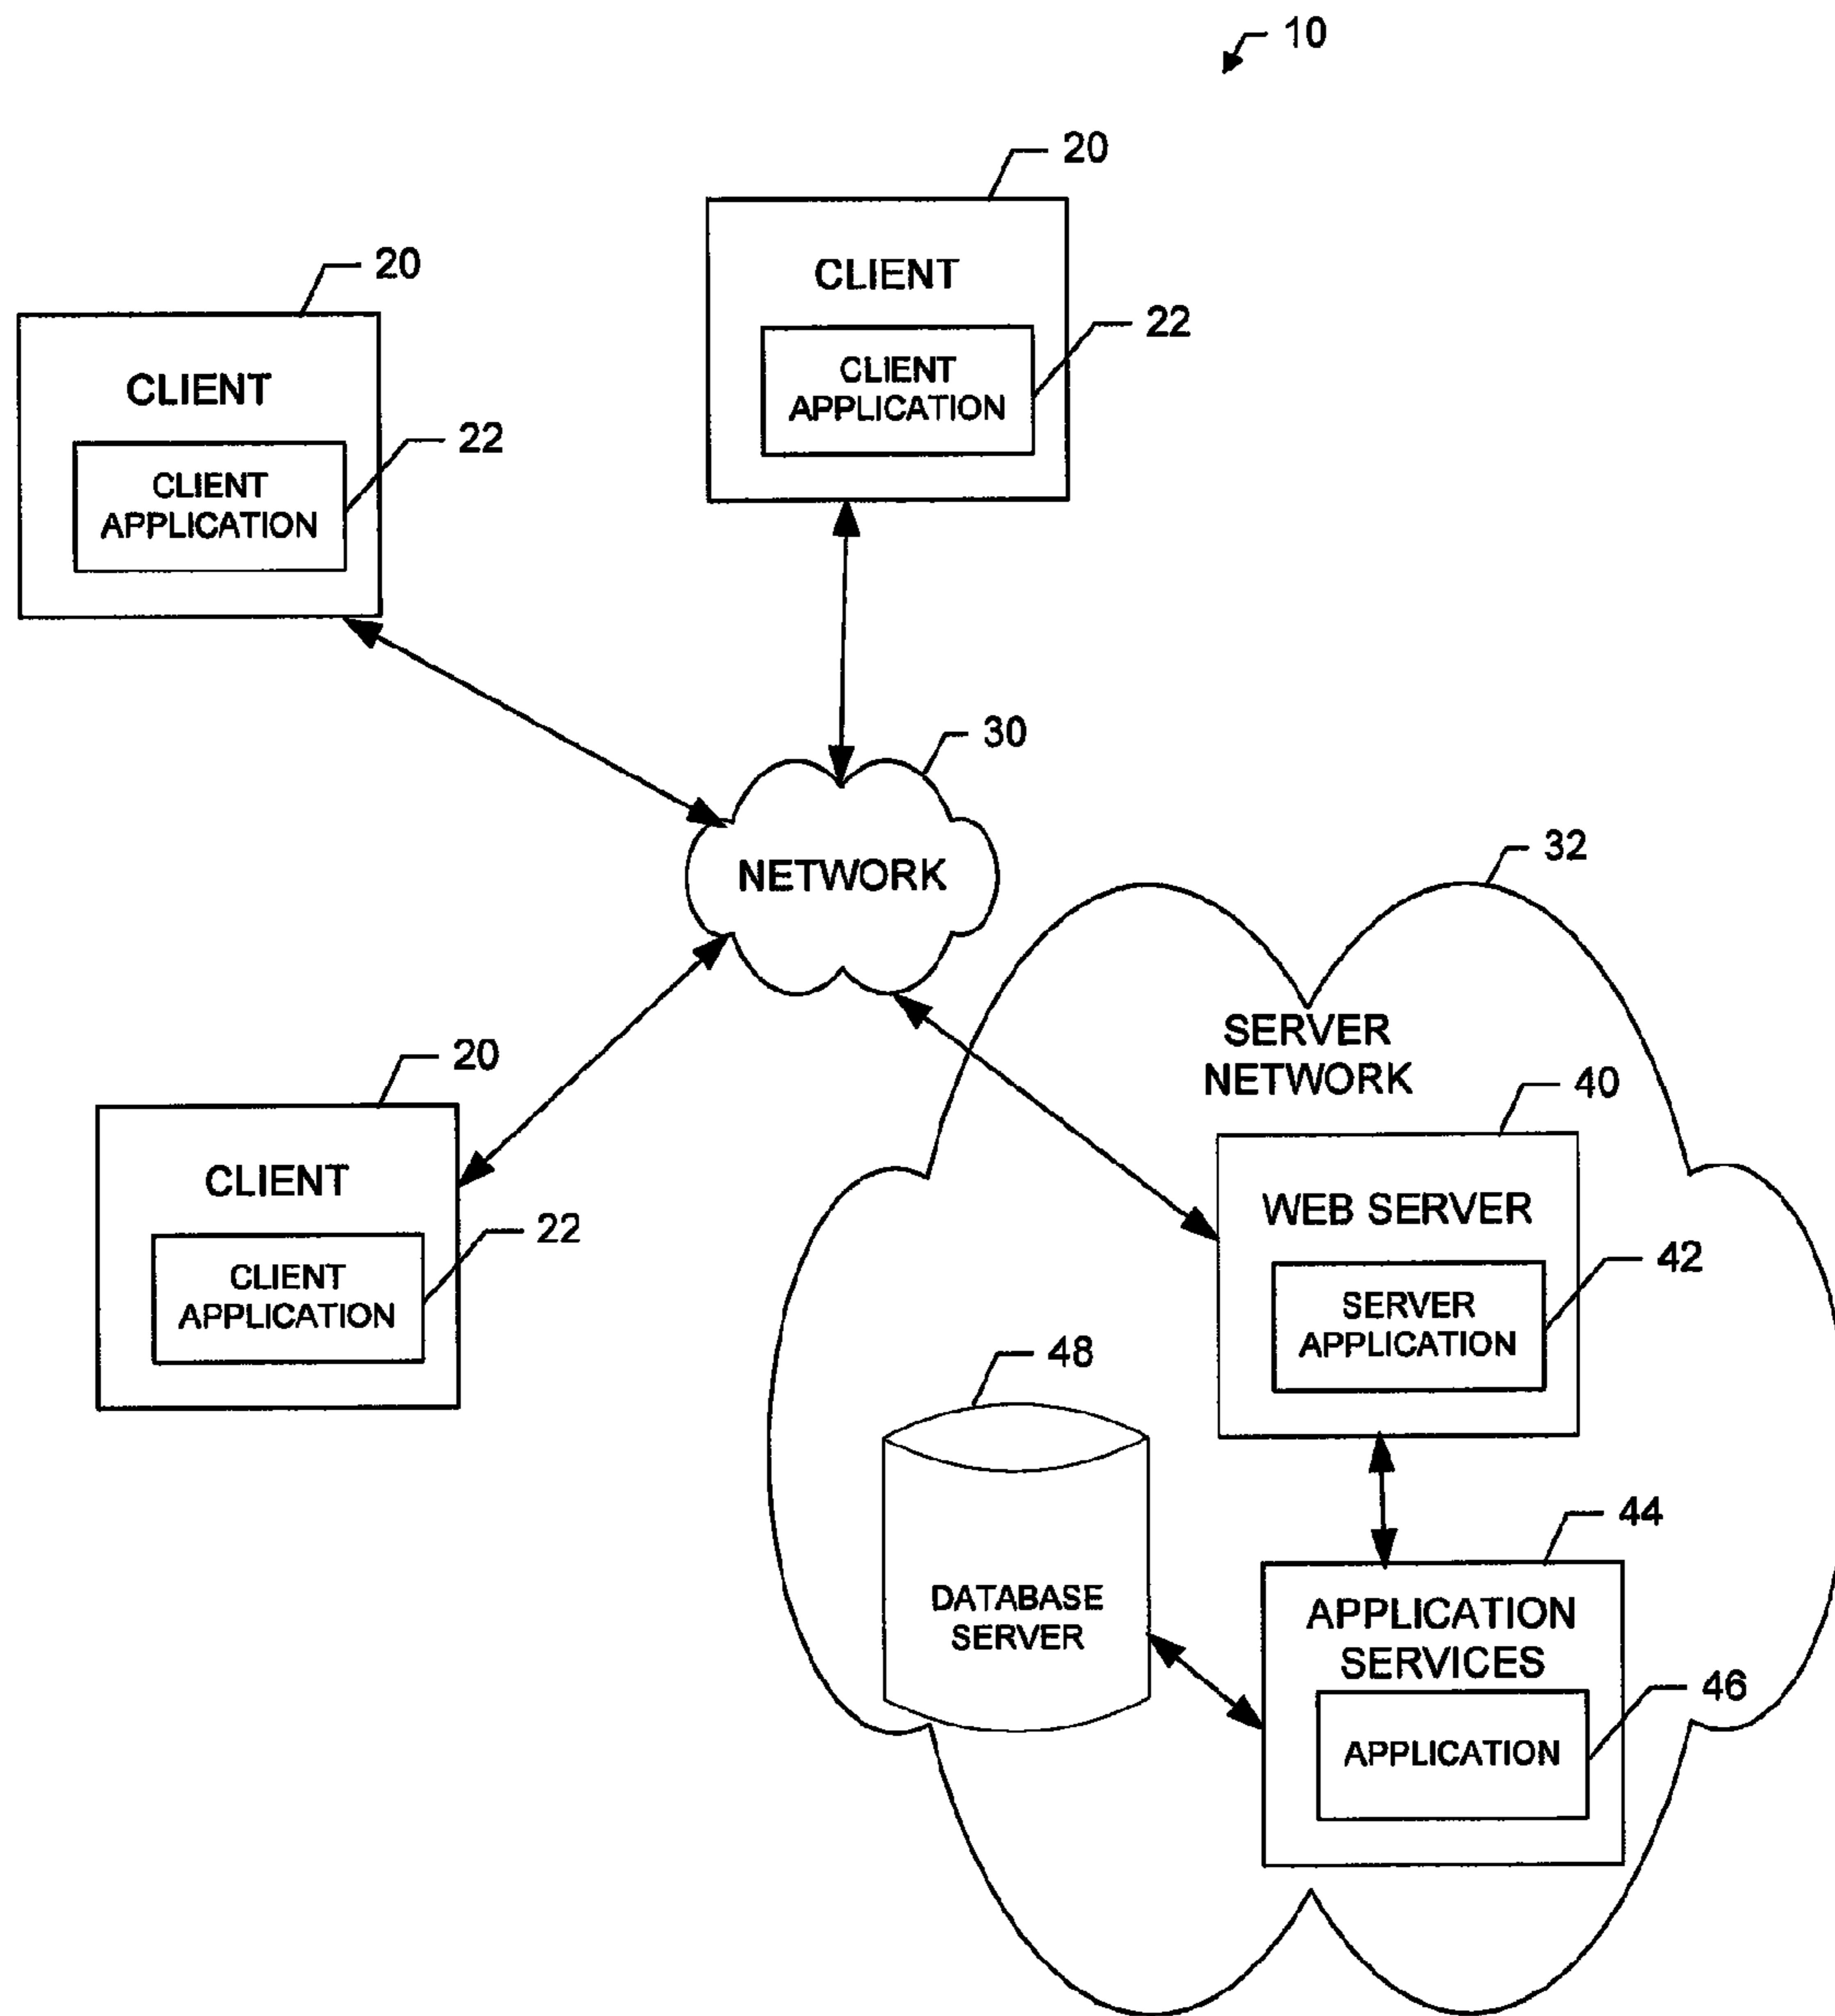 10
20
CLIENT
22
CLIENT
APPLICATION
20
CLIENT
22
CLIENT
APPLICATION
30
NETWORK
32
SERVER
NETWORK
20
CLIENT
22
CLIENT
APPLICATION
40
WEB SERVER
42
SERVER
APPLICATION
48
DATABASE
SERVER
44
APPLICATION
SERVICES
46
APPLICATION